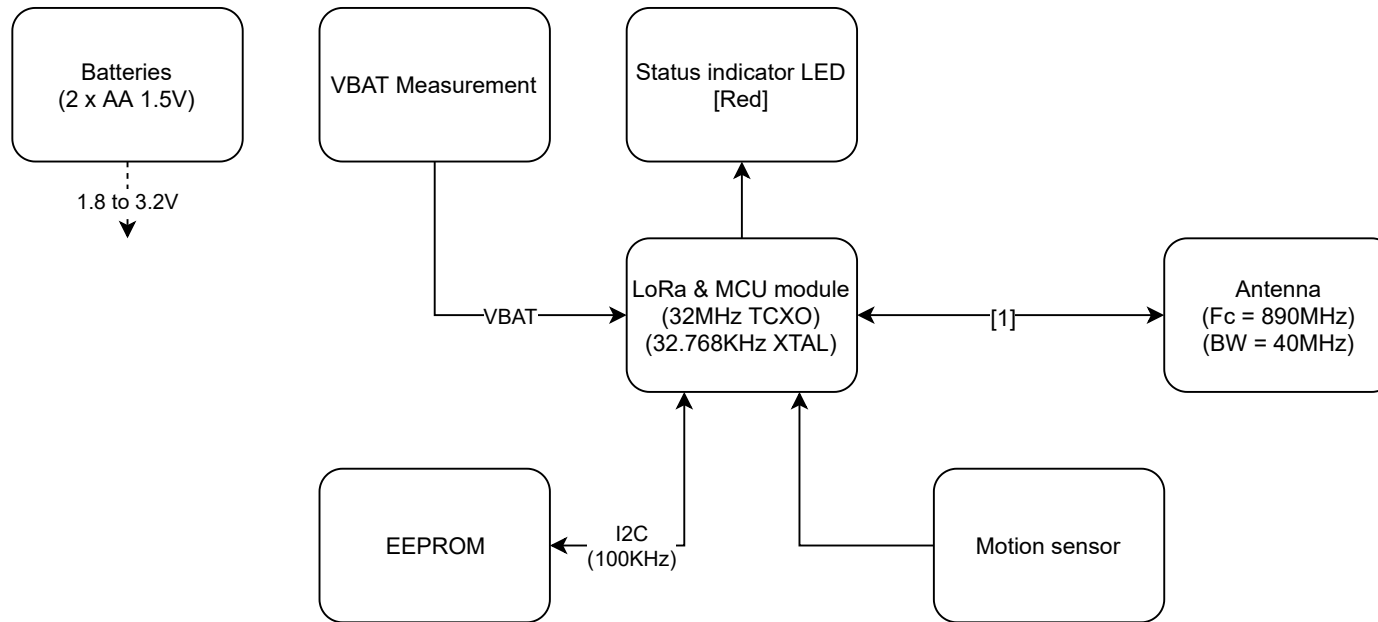 Batteries
(2 x AA 1.5V)
VBAT Measurement
Status indicator LED
[Red]
1.8 to 3.2V
LoRa & MCU module
(32MHz TCXO)
(32.768KHz XTAL)
VBAT
[1]
Antenna
(Fc = 890MHz)
(BW = 40MHz)
EEPROM
I2C
(100KHz)
Motion sensor